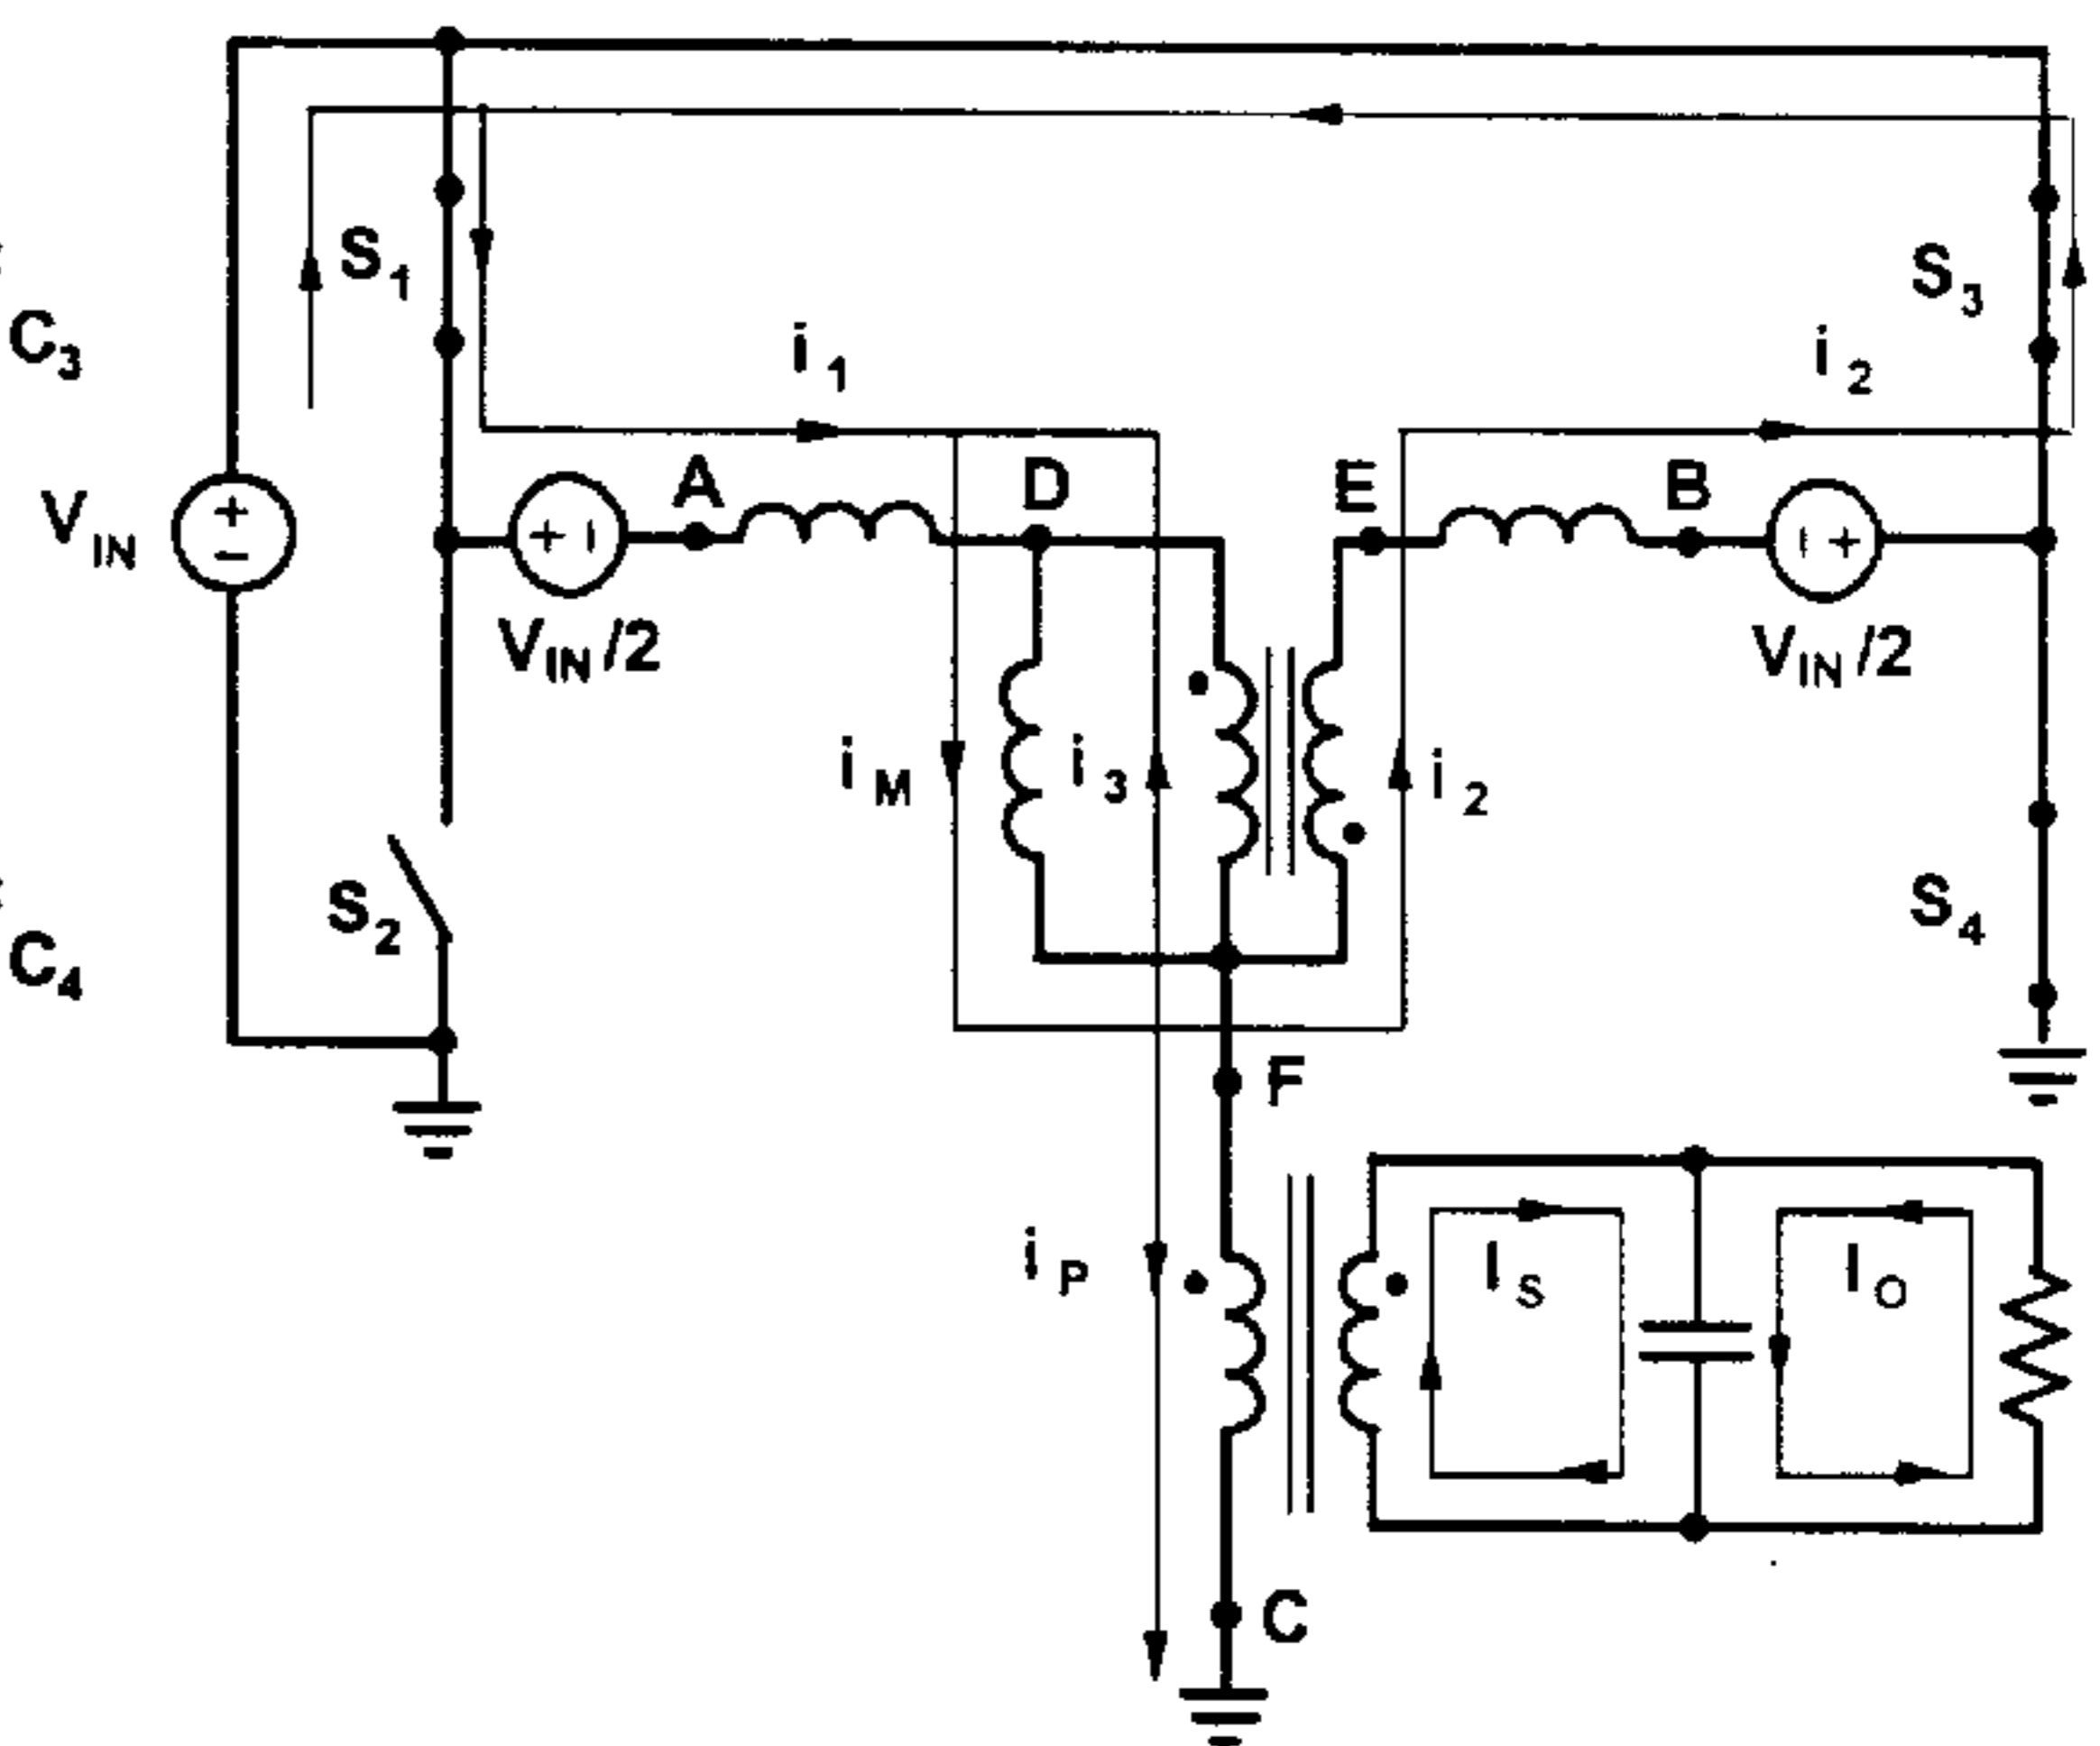 S1
S3
C3
i1
i2
VIN
+
−
A
D
E
B
+ −
− +
VIN/2
VIN/2
iM
i3
i2
S2
S4
C4
F
iP
IS
IO
C